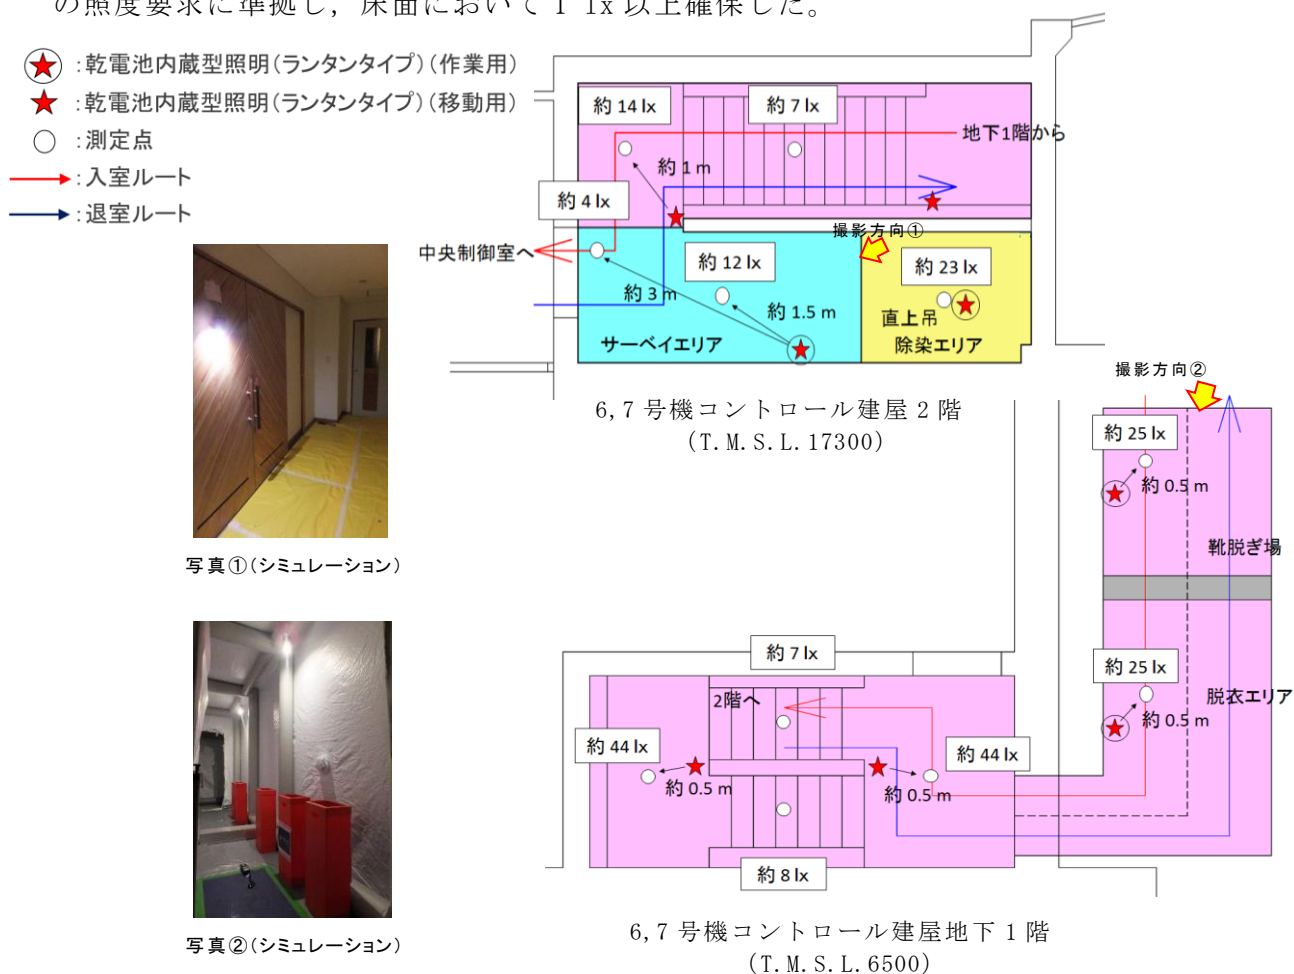 の照度要求に準拠し，床面において 1 lx 以上確保した。
：乾電池内蔵型照明(ランタンタイプ)(作業用)
：乾電池内蔵型照明(ランタンタイプ)(移動用)
：測定点
：入室ルート
：退室ルート
約 14 lx
約 7 lx
地下1階から
約 1 m
約 4 lx
撮影方向①
中央制御室へ
約 12 lx
約 23 lx
約 3 m
約 1.5 m
直上吊
サーベイエリア
除染エリア
6,7 号機コントロール建屋 2 階
(T.M.S.L.17300)
撮影方向②
約 25 lx
約 0.5 m
靴脱ぎ場
写真①(シミュレーション)
約 7 lx
約 25 lx
2階へ
脱衣エリア
約 0.5 m
約 44 lx
約 44 lx
約 0.5 m
約 0.5 m
約 8 lx
写真②(シミュレーション)
6,7 号機コントロール建屋地下 1 階
(T.M.S.L.6500)